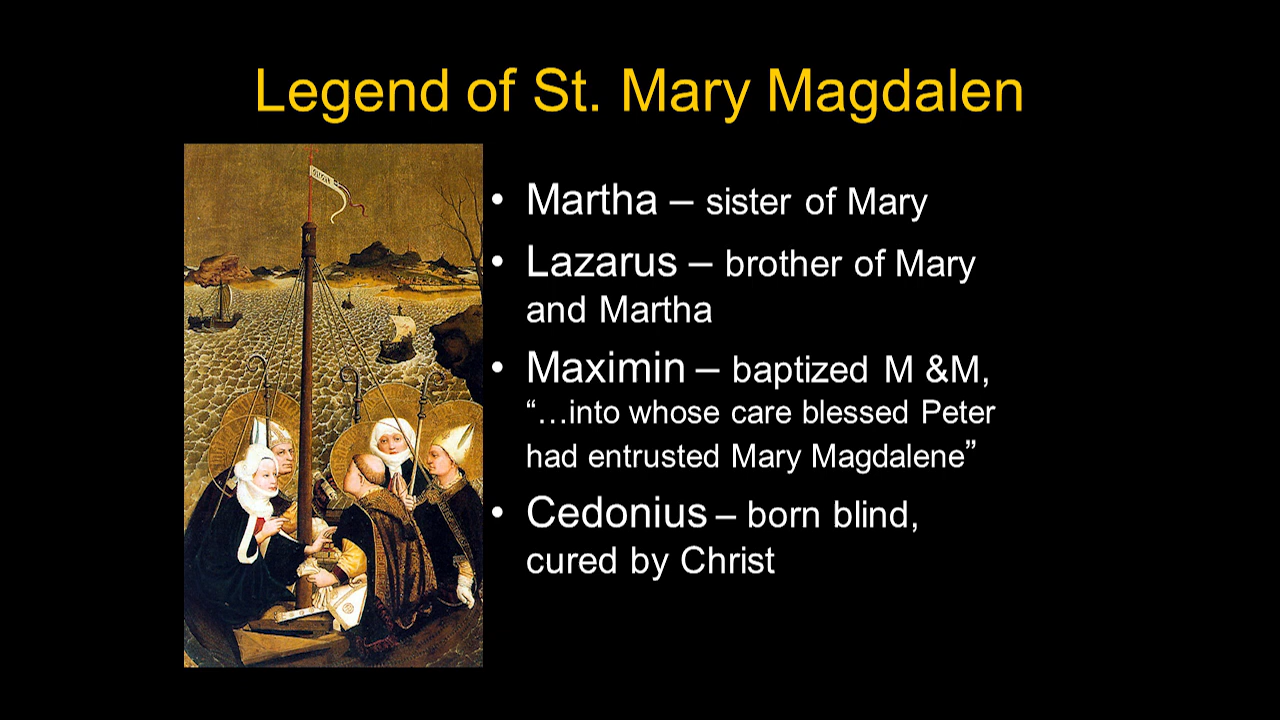 Legend of St. Mary Magdalen
• Martha – sister of Mary
• Lazarus – brother of Mary
and Martha
• Maximin – baptized M &M,
“…into whose care blessed Peter
had entrusted Mary Magdalene”
• Cedonius – born blind,
cured by Christ